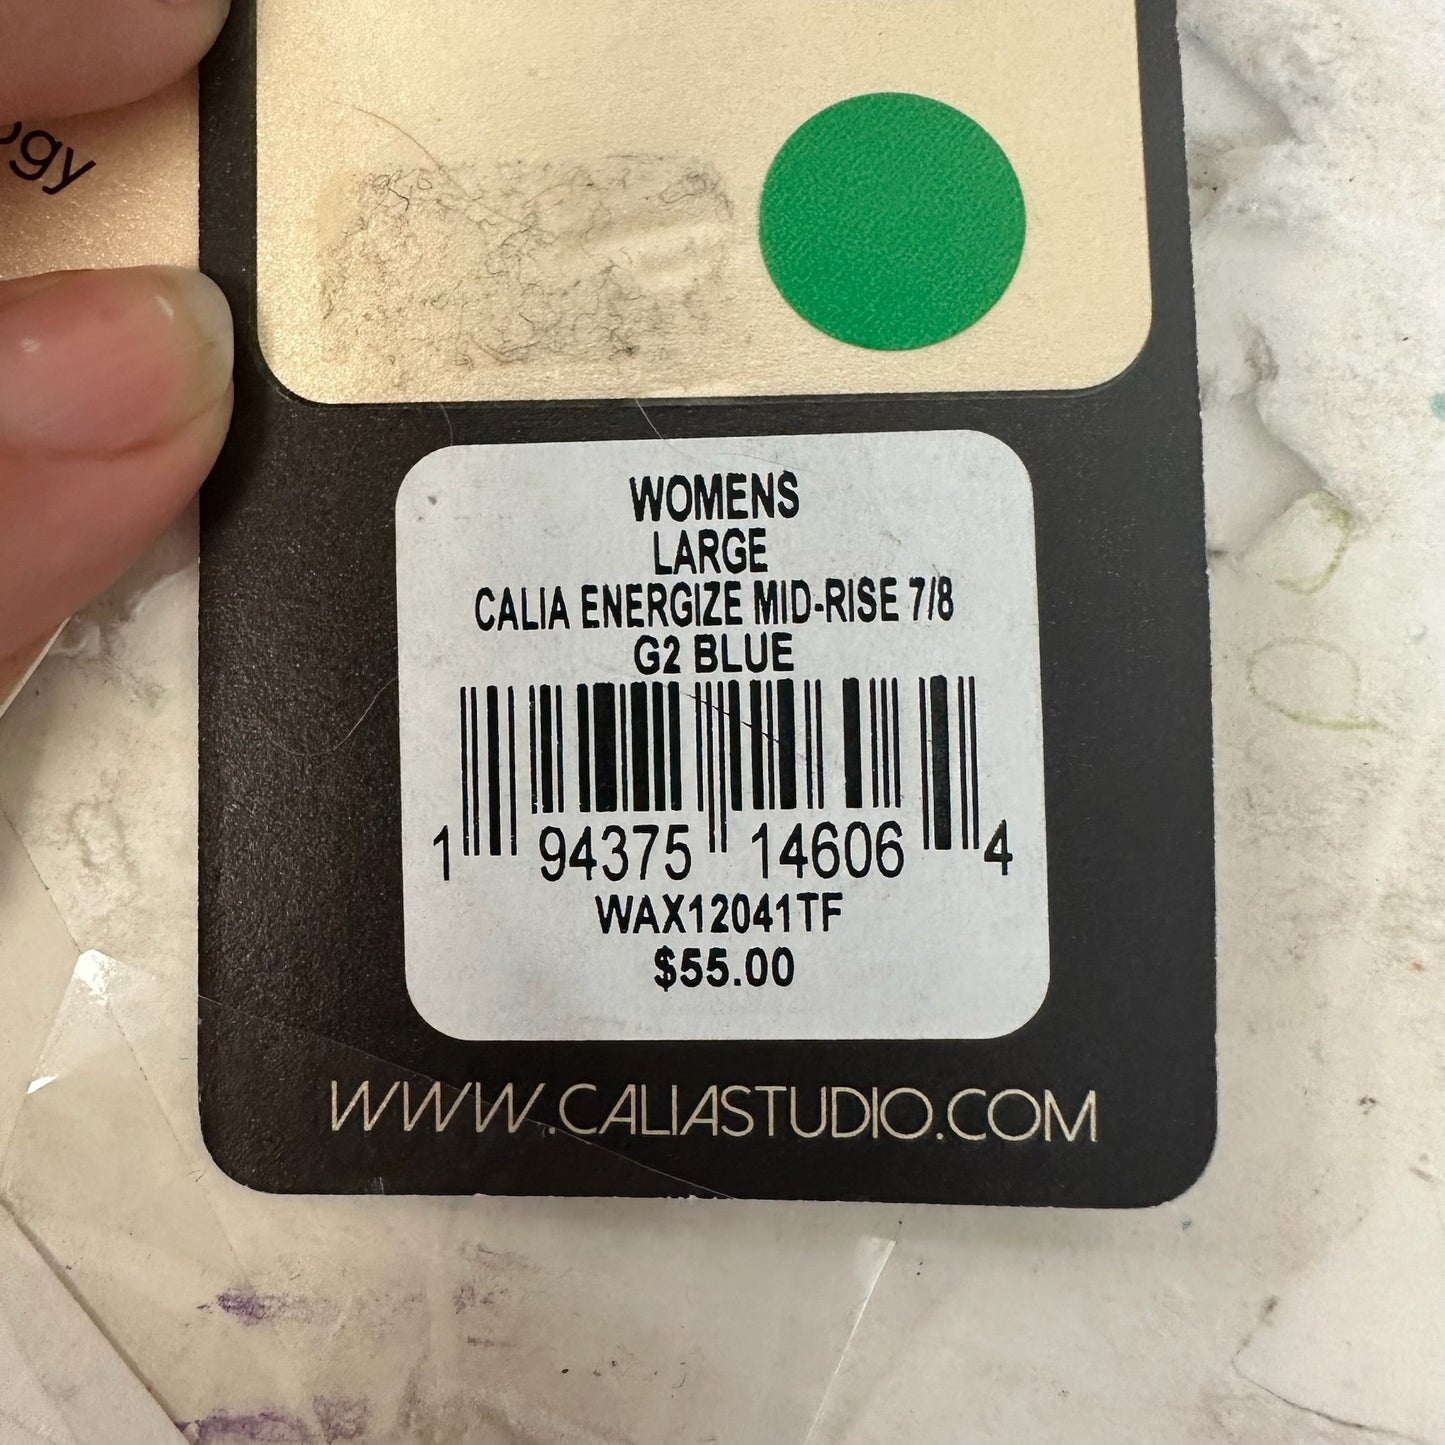 WOMENS
LARGE
CALIA ENERGIZE MID-RISE 7/8
G2 BLUE
1 94375 14606 4
WAX12041TF
$55.00
WWW.CALIASTUDIO.COM